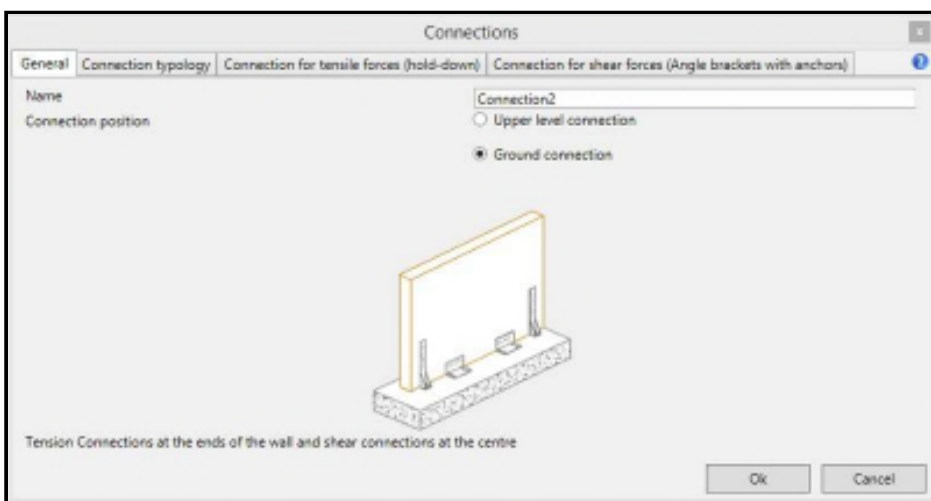 Connections
General Connection typology Connection for tensile forces (hold-down) Connection for shear forces (Angle brackets with anchors)
Name Connection2
Connection position Upper level connection
Ground connection
Tension Connections at the ends of the wall and shear connections at the centre
Ok Cancel